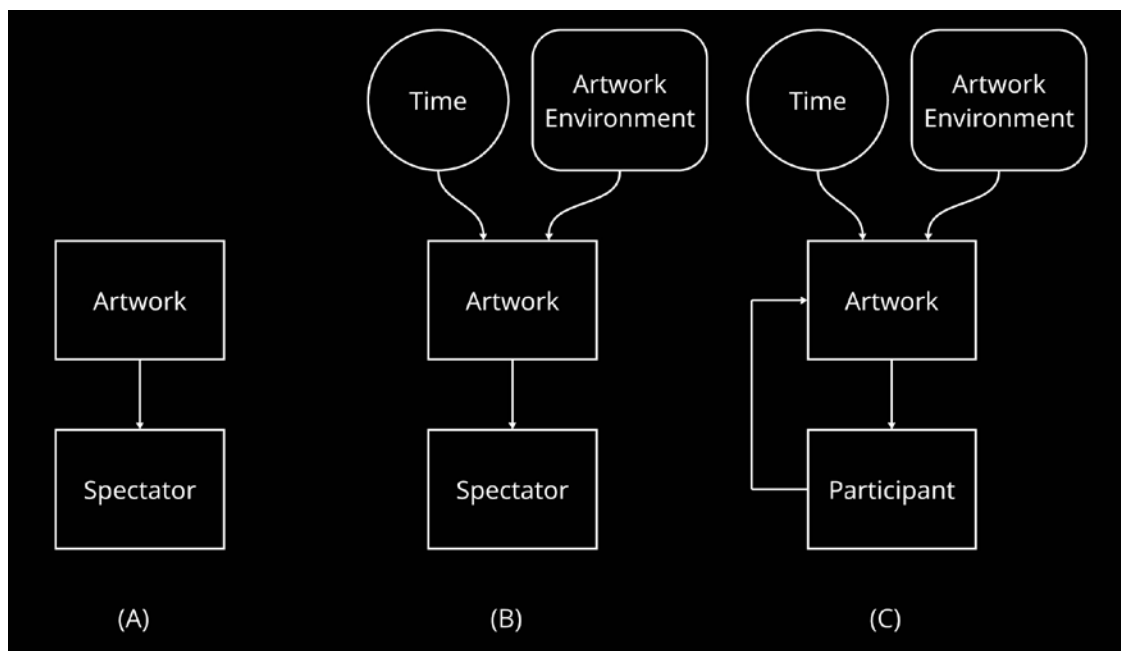 Time
Artwork
Environment
Time
Artwork
Environment
Artwork
Artwork
Artwork
Spectator
Spectator
Participant
(A)
(B)
(C)